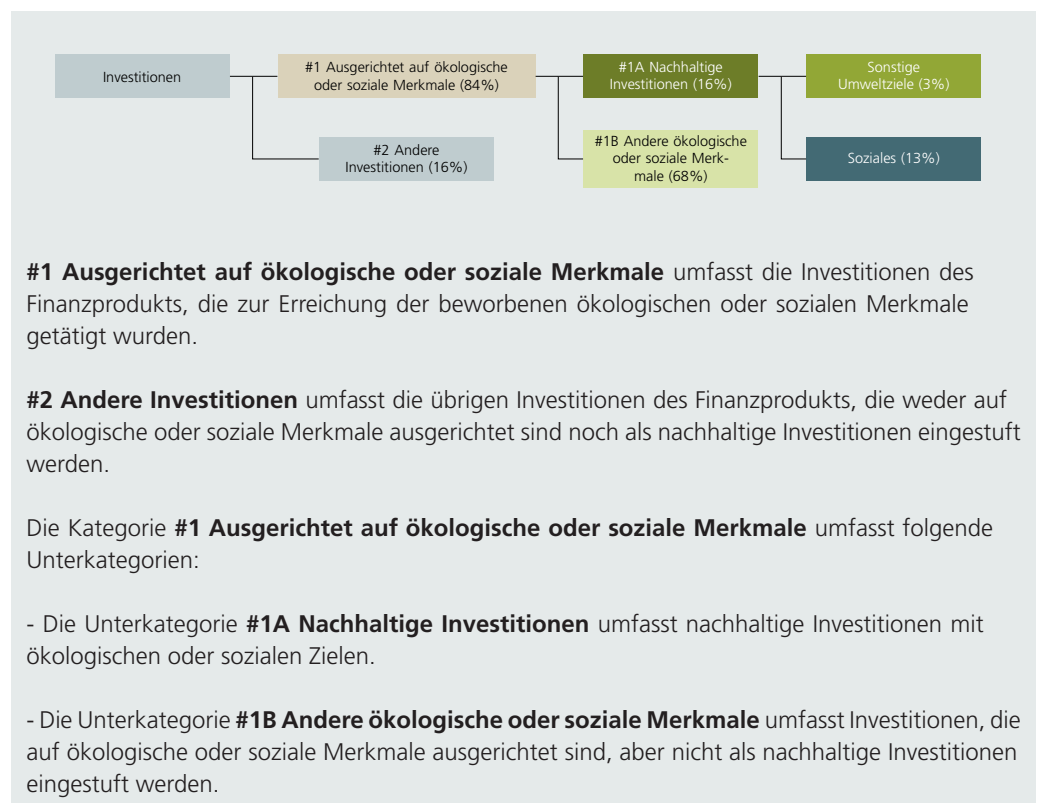 Investitionen
#1 Ausgerichtet auf ökologische
oder soziale Merkmale (84%)
#1A Nachhaltige
Investitionen (16%)
Sonstige
Umweltziele (3%)
#2 Andere
Investitionen (16%)
#1B Andere ökologische
oder soziale Merk-
male (68%)
Soziales (13%)
#1 Ausgerichtet auf ökologische oder soziale Merkmale umfasst die Investitionen des
Finanzprodukts, die zur Erreichung der beworbenen ökologischen oder sozialen Merkmale
getätigt wurden.
#2 Andere Investitionen umfasst die übrigen Investitionen des Finanzprodukts, die weder auf
ökologische oder soziale Merkmale ausgerichtet sind noch als nachhaltige Investitionen eingestuft
werden.
Die Kategorie #1 Ausgerichtet auf ökologische oder soziale Merkmale umfasst folgende
Unterkategorien:
- Die Unterkategorie #1A Nachhaltige Investitionen umfasst nachhaltige Investitionen mit
ökologischen oder sozialen Zielen.
- Die Unterkategorie #1B Andere ökologische oder soziale Merkmale umfasst Investitionen, die
auf ökologische oder soziale Merkmale ausgerichtet sind, aber nicht als nachhaltige Investitionen
eingestuft werden.